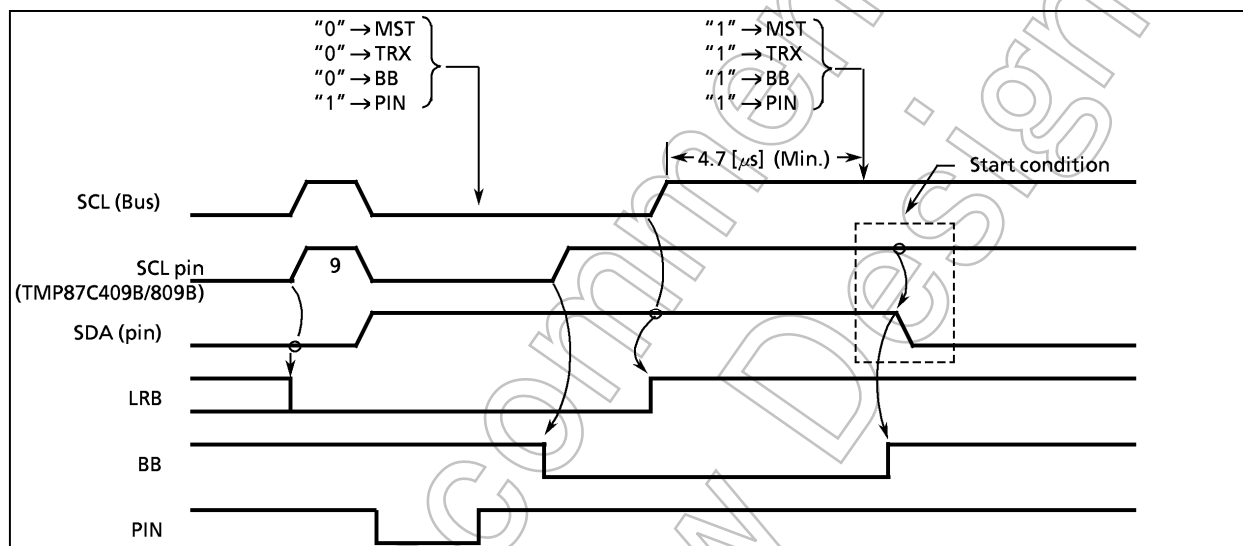 “0” → MST
“0” → TRX
“0” → BB
“1” → PIN
“1” → MST
“1” → TRX
“1” → BB
“1” → PIN
4.7 [μs] (Min.)
Start condition
SCL (Bus)
SCL pin
9
(TMP87C409B/809B)
SDA (pin)
LRB
BB
PIN